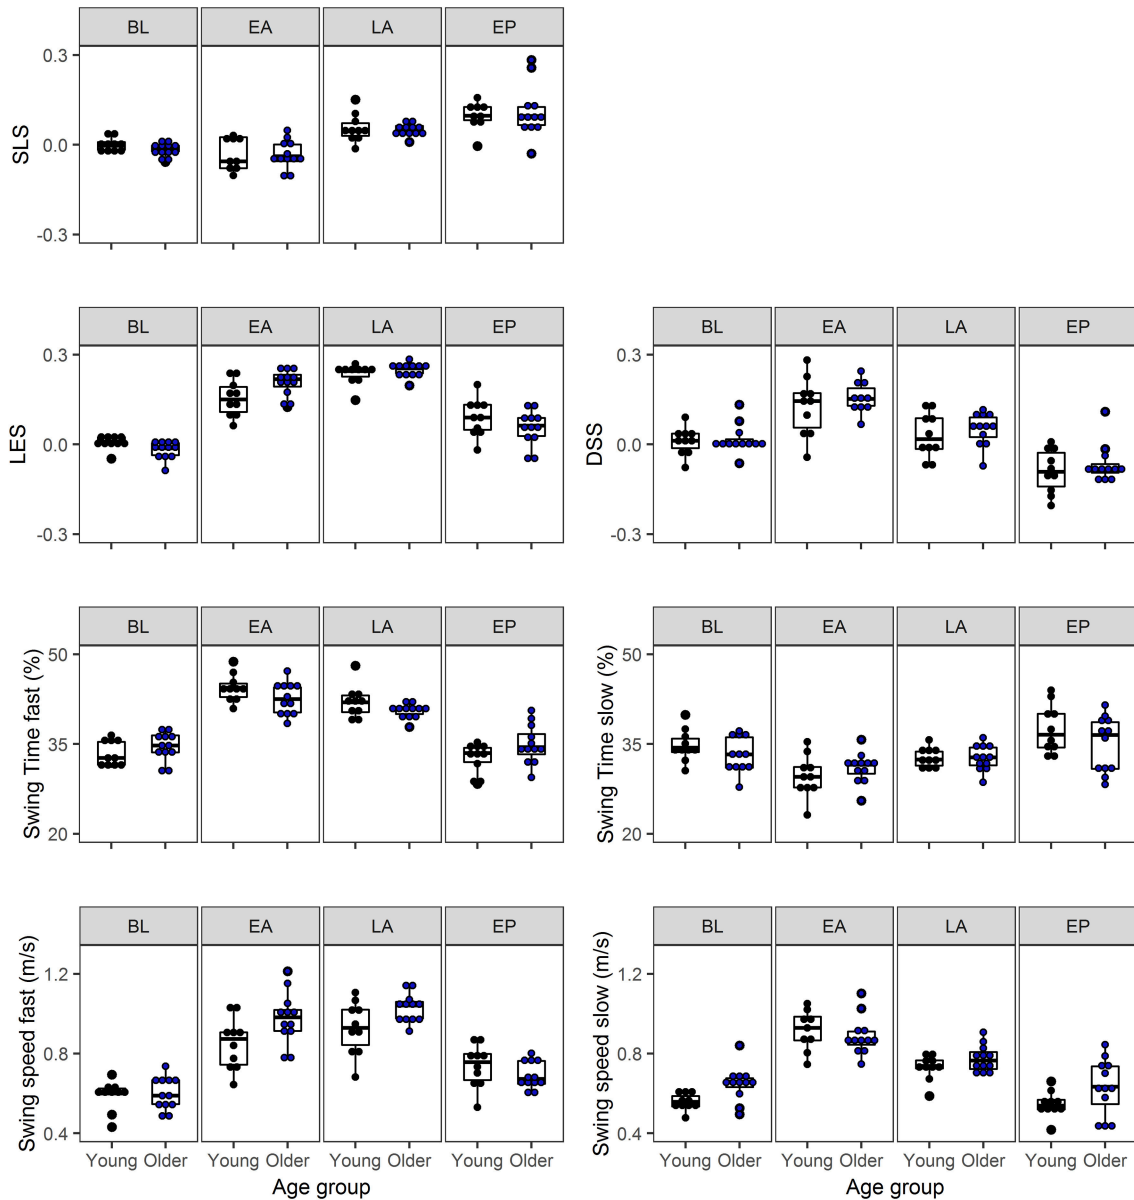 BL EA LA EP
0.3
0.0
-0.3
SLS
BL EA LA EP
0.3
0.0
-0.3
LES
BL EA LA EP
0.3
0.0
-0.3
DSS
BL EA LA EP
50
35
20
Swing Time fast (%)
BL EA LA EP
50
35
20
Swing Time slow (%)
BL EA LA EP
1.2
0.8
0.4
Swing speed fast (m/s)
Young Older Young Older Young Older Young Older
Age group
BL EA LA EP
1.2
0.8
0.4
Swing speed slow (m/s)
Young Older Young Older Young Older Young Older
Age group